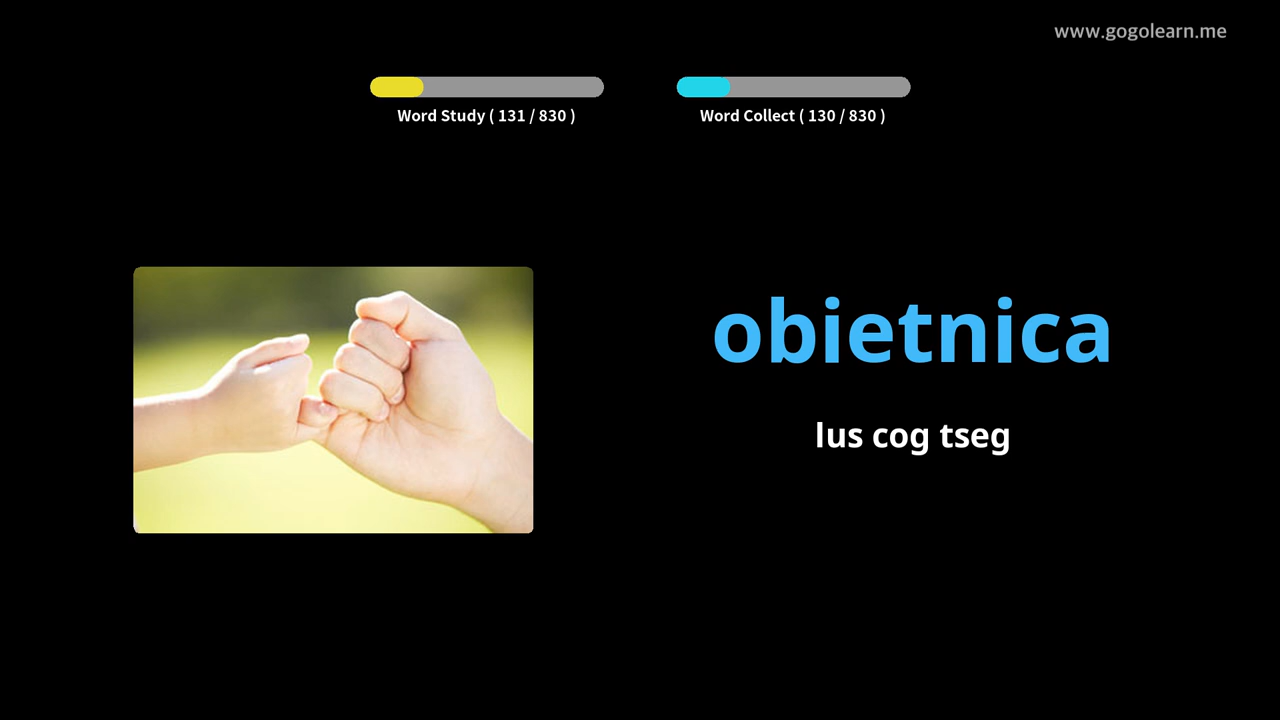 www.gogolearn.me
Word Study ( 131 / 830 )
Word Collect ( 130 / 830 )
obietnica
lus cog tseg